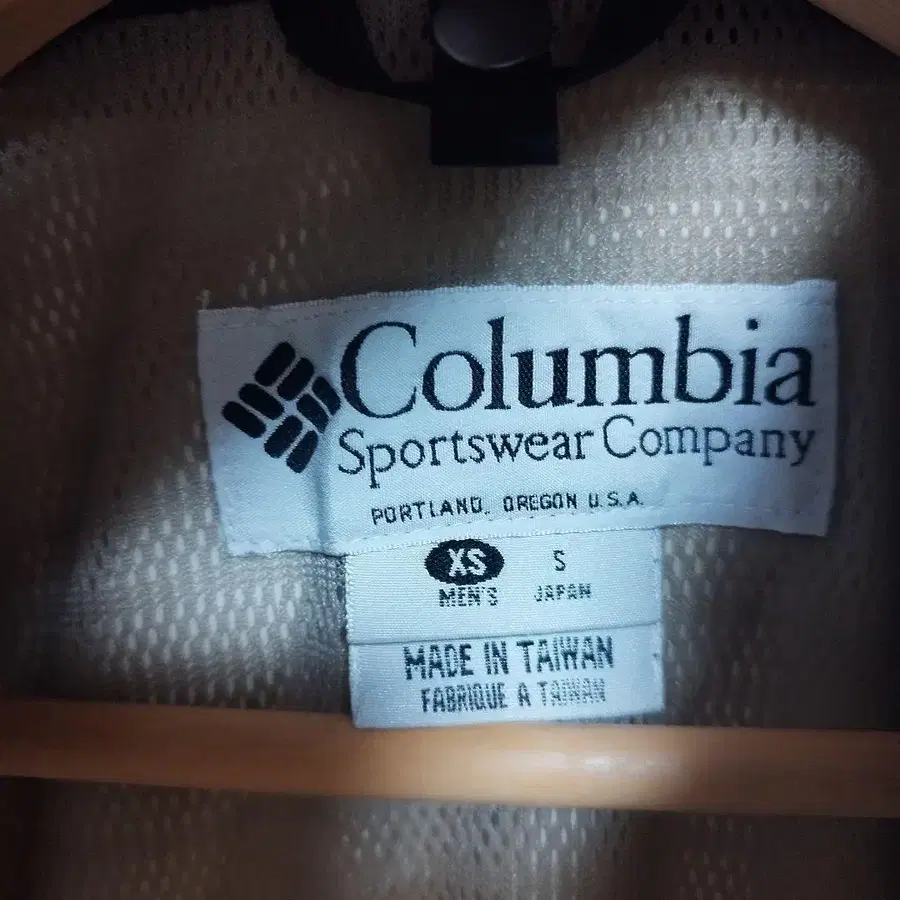 Columbia
Sportswear Company
PORTLAND, OREGON U.S.A.
XS S
MEN'S JAPAN
MADE IN TAIWAN
FABRIQUE A TAIWAN